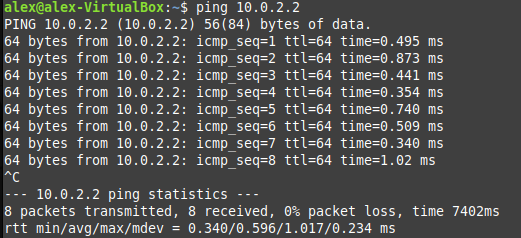 alex@alex-VirtualBox:~$ ping 10.0.2.2
PING 10.0.2.2 (10.0.2.2) 56(84) bytes of data.
64 bytes from 10.0.2.2: icmp_seq=1 ttl=64 time=0.495 ms
64 bytes from 10.0.2.2: icmp_seq=2 ttl=64 time=0.873 ms
64 bytes from 10.0.2.2: icmp_seq=3 ttl=64 time=0.441 ms
64 bytes from 10.0.2.2: icmp_seq=4 ttl=64 time=0.354 ms
64 bytes from 10.0.2.2: icmp_seq=5 ttl=64 time=0.740 ms
64 bytes from 10.0.2.2: icmp_seq=6 ttl=64 time=0.509 ms
64 bytes from 10.0.2.2: icmp_seq=7 ttl=64 time=0.340 ms
64 bytes from 10.0.2.2: icmp_seq=8 ttl=64 time=1.02 ms
^C
--- 10.0.2.2 ping statistics ---
8 packets transmitted, 8 received, 0% packet loss, time 7402ms
rtt min/avg/max/mdev = 0.340/0.596/1.017/0.234 ms